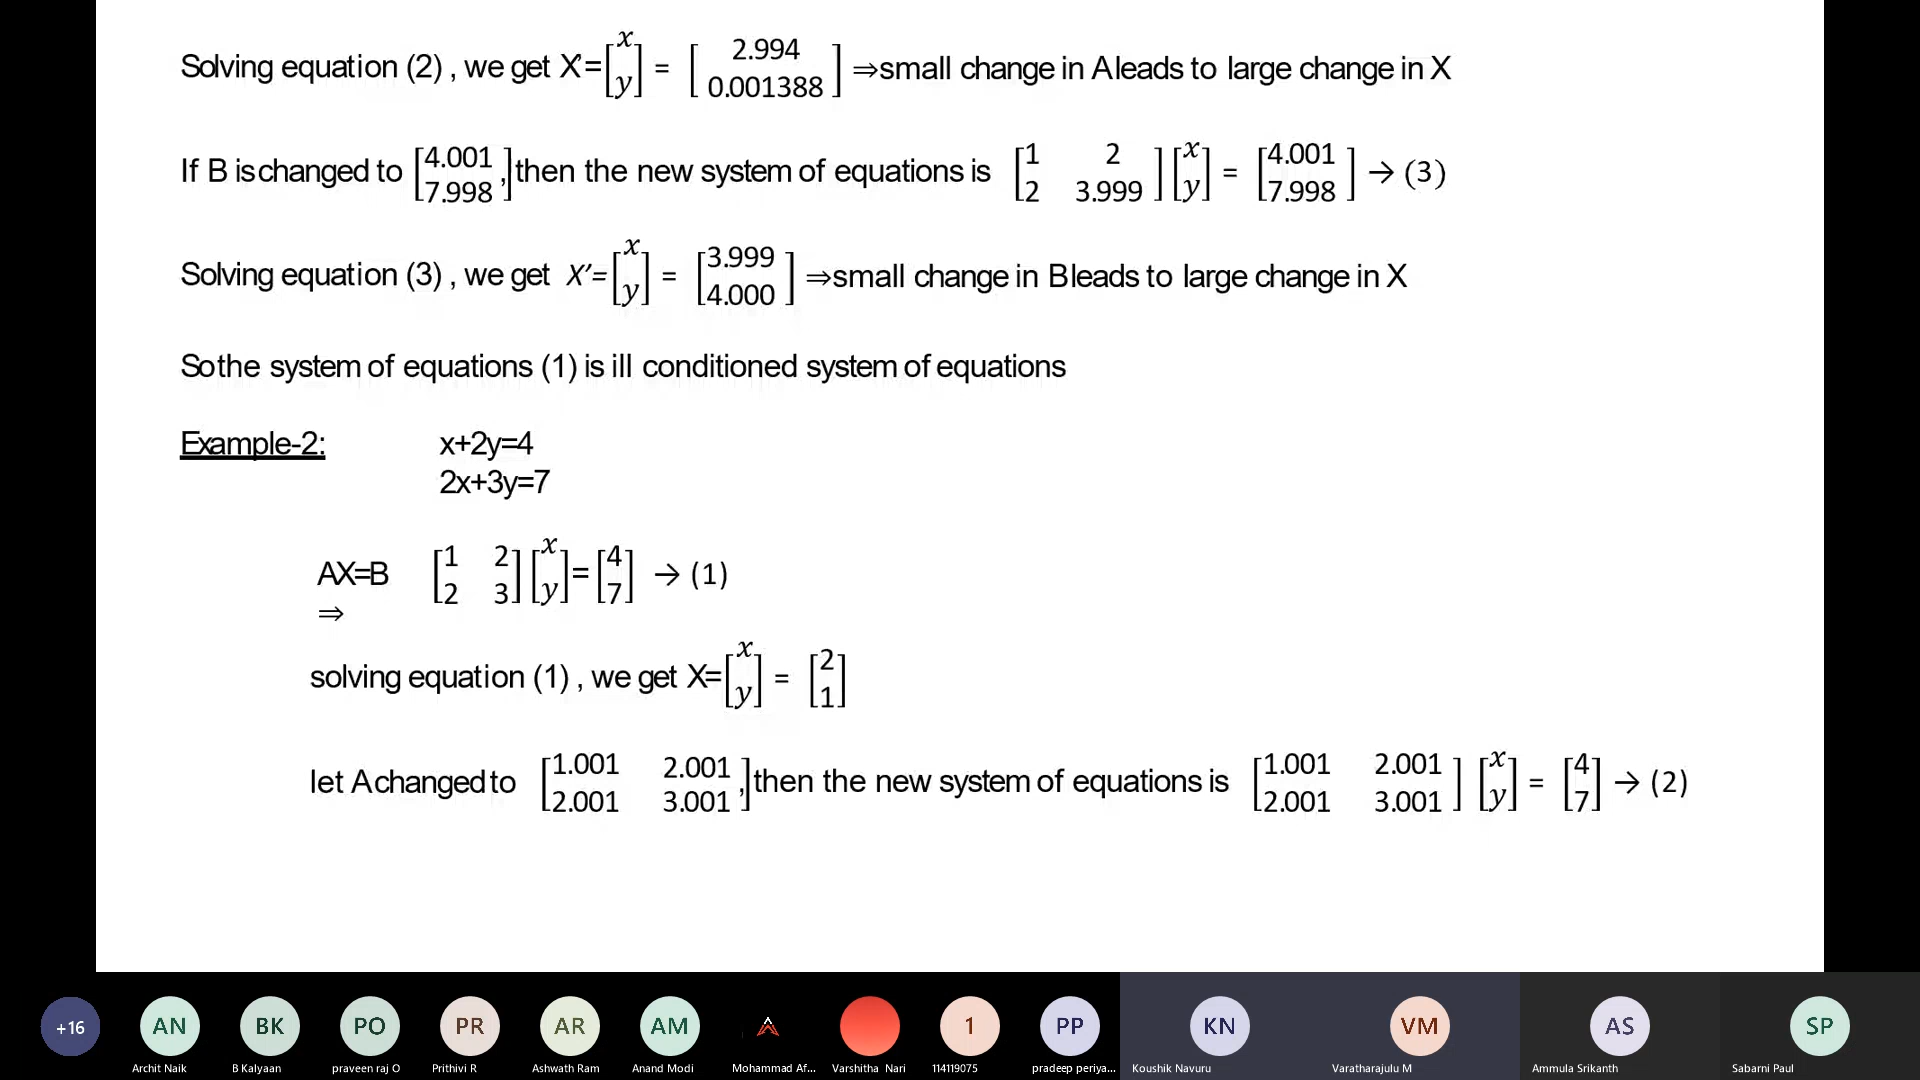 Solving equation (2) , we get X'=[x y] = [2.994 0.001388] ⇒small change in A leads to large change in X
If B is changed to [4.001 7.998], then the new system of equations is [1 2 2 3.999] [x y] = [4.001 7.998] → (3)
Solving equation (3) , we get X'=[x y] = [3.999 4.000] ⇒small change in B leads to large change in X
So the system of equations (1) is ill conditioned system of equations
Example-2: x+2y=4
2x+3y=7
AX=B [1 2 2 3] [x y]=[4 7] → (1)
⇒
solving equation (1) , we get X=[x y] = [2 1]
let A changed to [1.001 2.001 2.001 3.001], then the new system of equations is [1.001 2.001 2.001 3.001] [x y] = [4 7] → (2)
+16 AN BK PO PR AR AM 1 PP KN VM AS SP
Archit Naik B Kalyaan praveen raj O Prithivi R Ashwath Ram Anand Modi Mohammad Af... Varshitha Nari 114119075 pradeep periya... Koushik Navuru Varatharajulu M Ammula Srikanth Sabarni Paul